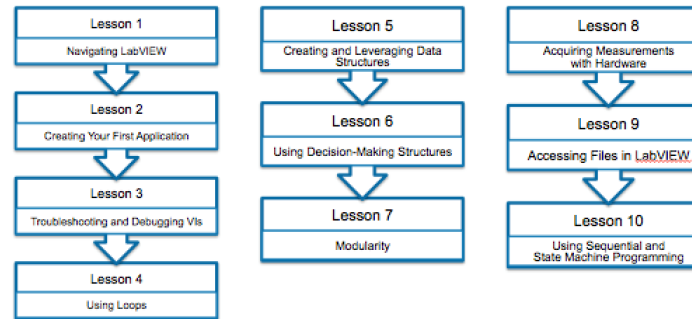 Lesson 1
Navigating LabVIEW
Lesson 2
Creating Your First Application
Lesson 3
Troubleshooting and Debugging VIs
Lesson 4
Using Loops
Lesson 5
Creating and Leveraging Data
Structures
Lesson 6
Using Decision-Making Structures
Lesson 7
Modularity
Lesson 8
Acquiring Measurements
with Hardware
Lesson 9
Accessing Files in LabVIEW
Lesson 10
Using Sequential and
State Machine Programming